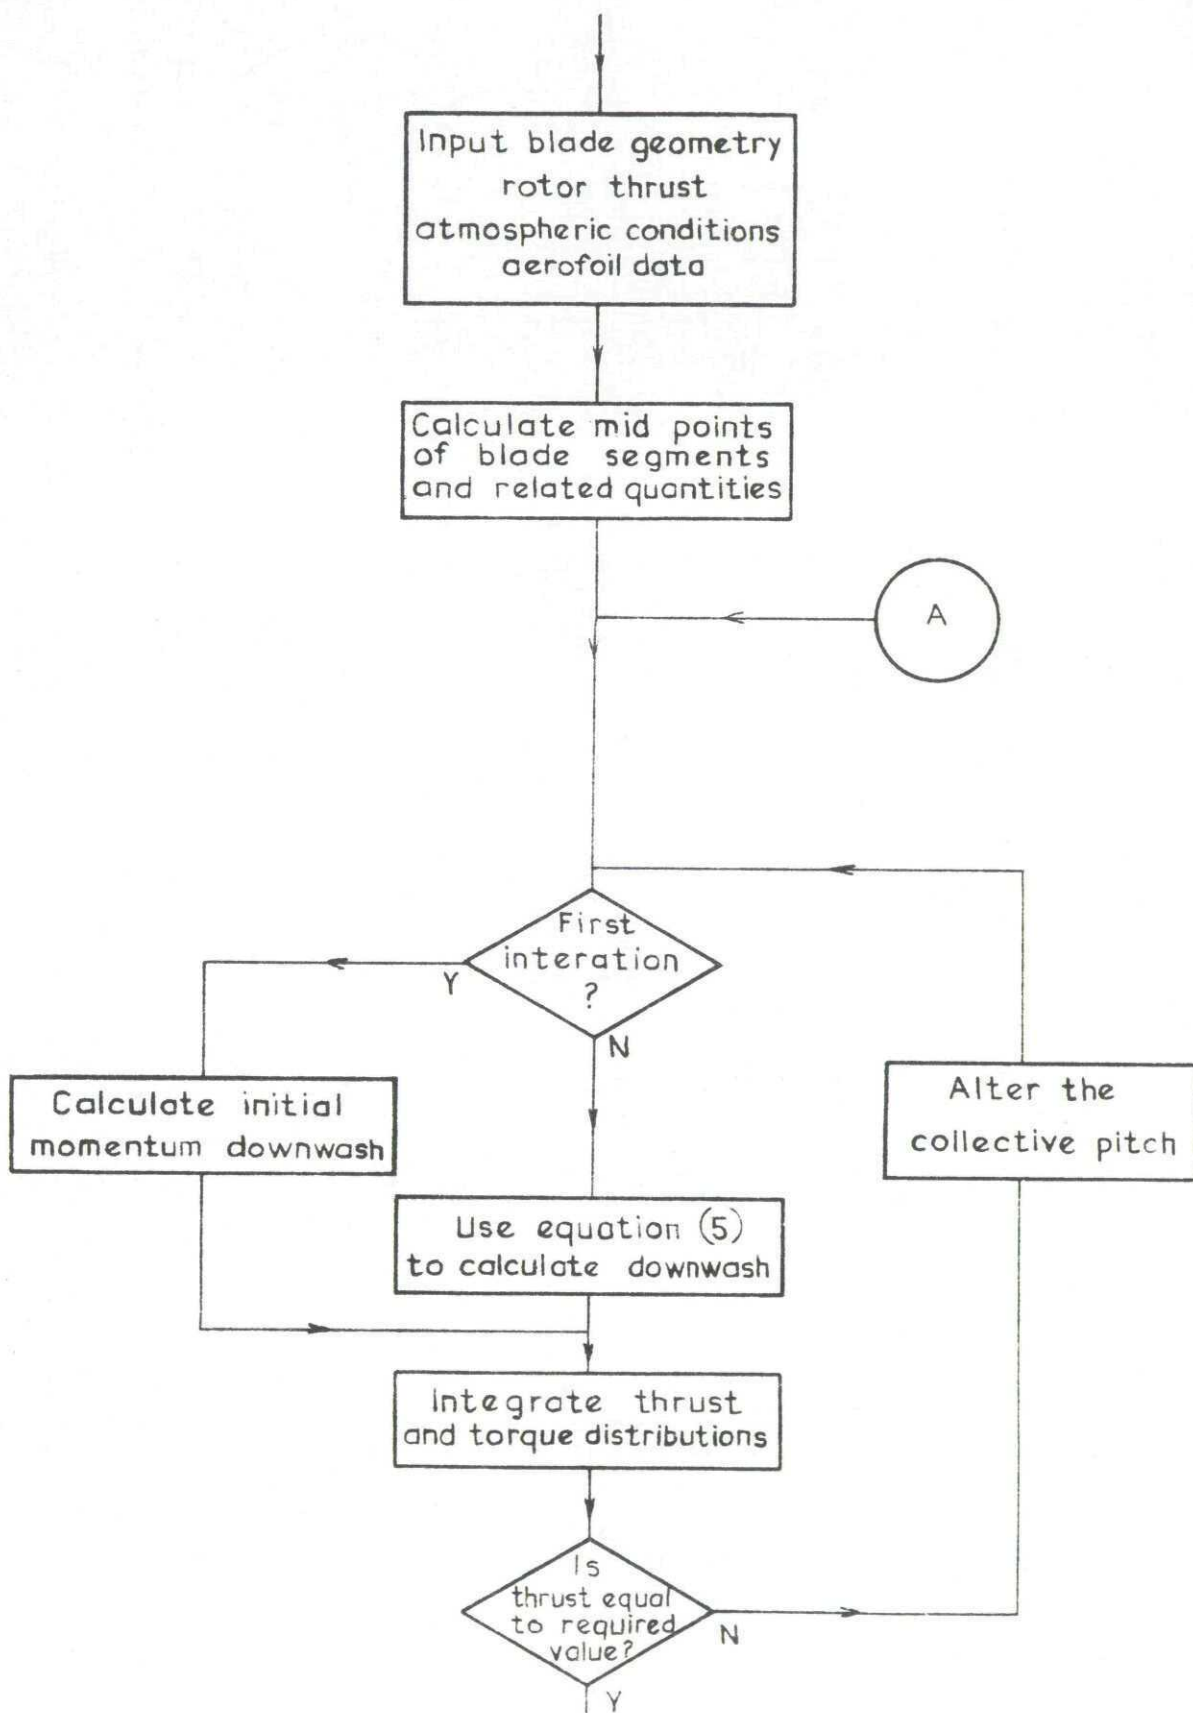 Input blade geometry
rotor thrust
atmospheric conditions
aerofoil data
Calculate mid points
of blade segments
and related quantities
A
First
interation
?
Y
N
Calculate initial
momentum downwash
Alter the
collective pitch
Use equation (5)
to calculate downwash
Integrate thrust
and torque distributions
Is
thrust equal
to required
value?
N
Y